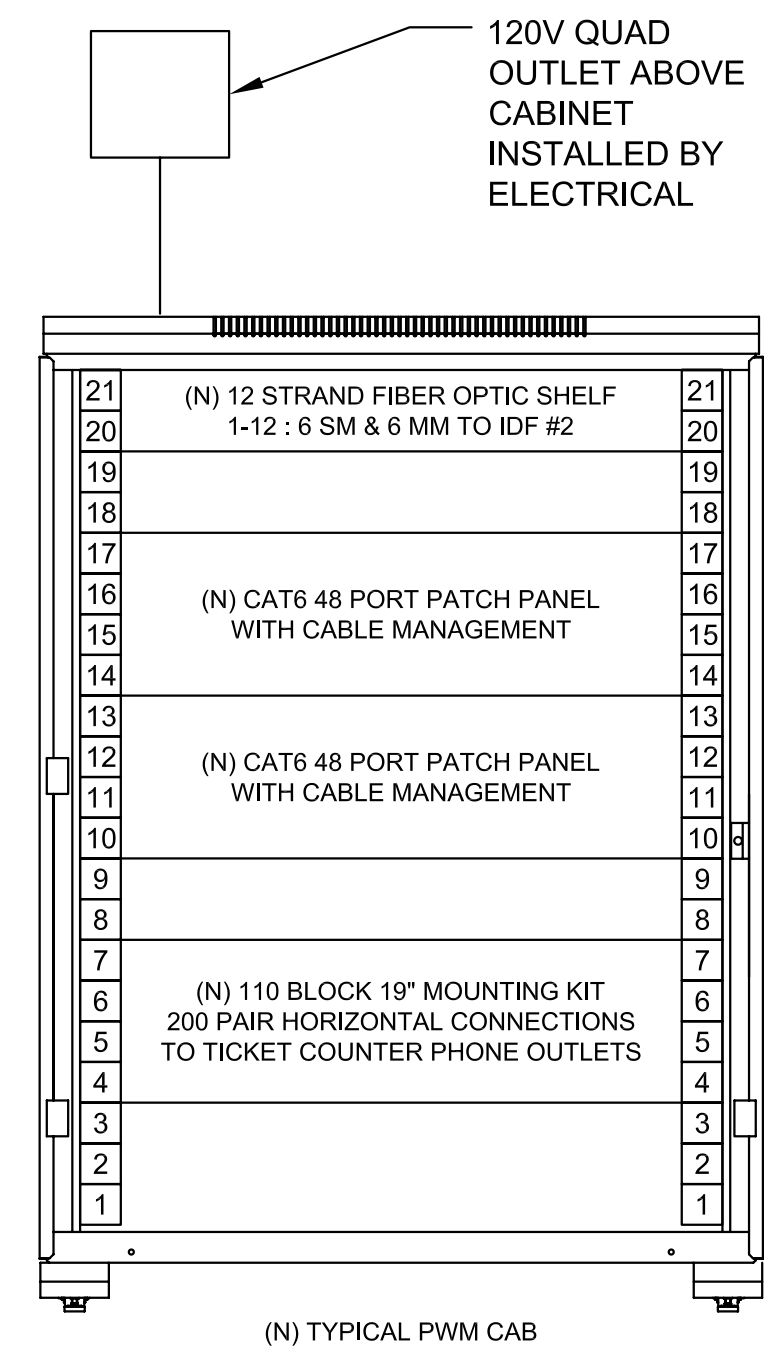 120V QUAD
OUTLET ABOVE
CABINET
INSTALLED BY
ELECTRICAL
21 (N) 12 STRAND FIBER OPTIC SHELF 21
20 1-12 : 6 SM & 6 MM TO IDF #2 20
19 19
18 18
17 17
16 (N) CAT6 48 PORT PATCH PANEL 16
15 WITH CABLE MANAGEMENT 15
14 14
13 13
12 (N) CAT6 48 PORT PATCH PANEL 12
11 WITH CABLE MANAGEMENT 11
10 10
9 9
8 8
7 7
6 (N) 110 BLOCK 19" MOUNTING KIT 6
200 PAIR HORIZONTAL CONNECTIONS
5 TO TICKET COUNTER PHONE OUTLETS 5
4 4
3 3
2 2
1 1
(N) TYPICAL PWM CAB